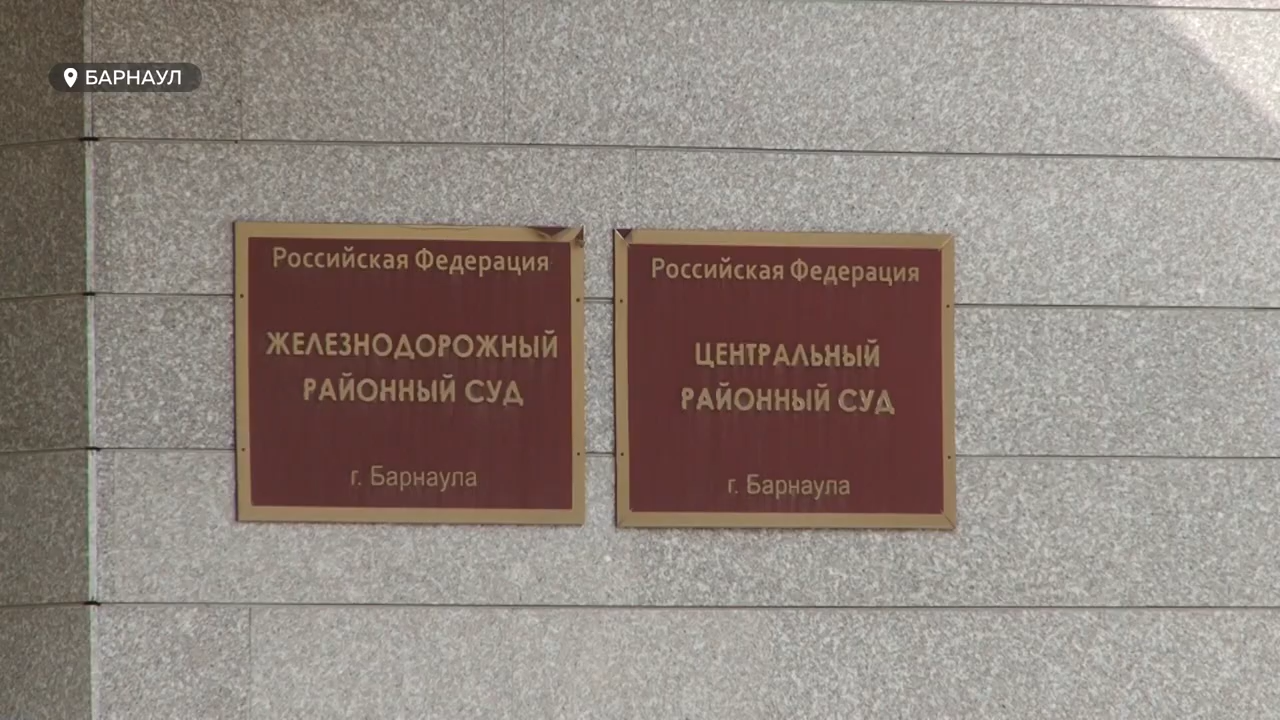 БАРНАУЛ
Российская Федерация
ЖЕЛЕЗНОДОРОЖНЫЙ
РАЙОННЫЙ СУД
г. Барнаула
Российская Федерация
ЦЕНТРАЛЬНЫЙ
РАЙОННЫЙ СУД
г. Барнаула